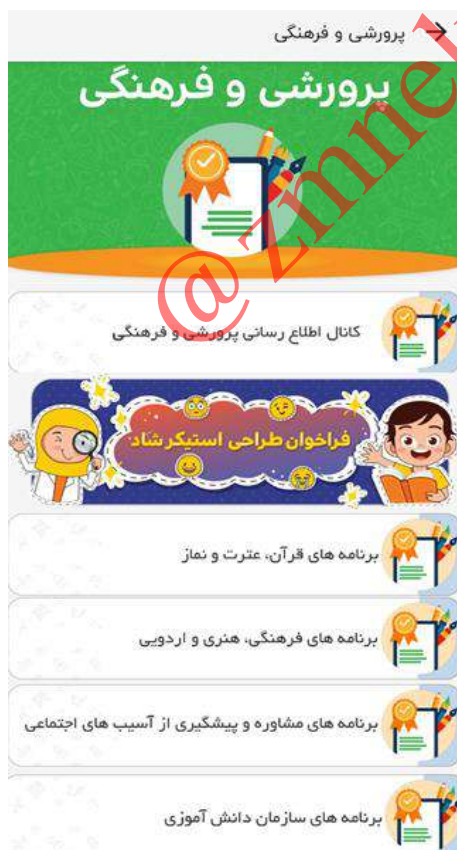 پرورشی و فرهنگی
پرورشی و فرهنگی
کانال اطلاع رسانی پرورشی و فرهنگی
فراخوان طراحی استیکر شاد
برنامه های قرآن، عترت و نماز
برنامه های فرهنگی، هنری و اردویی
برنامه های مشاوره و پیشگیری از آسیب های اجتماعی
برنامه های سازمان دانش آموزی